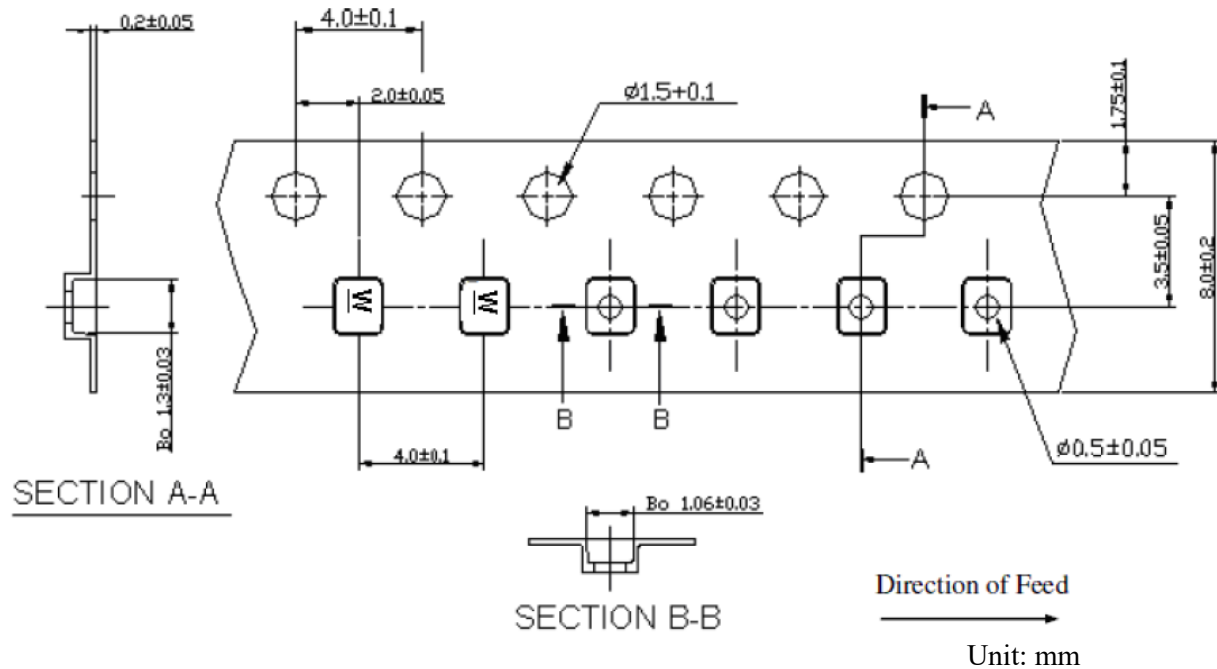 0.2±0.05
4.0±0.1
2.0±0.05
ø1.5+0.1
A
1.75±0.1
3.5±0.05
8.0±0.2
W
W
Bo 1.3±0.03
B
B
4.0±0.1
A
ø0.5±0.05
SECTION A-A
Bo 1.06±0.03
SECTION B-B
Direction of Feed
Unit: mm